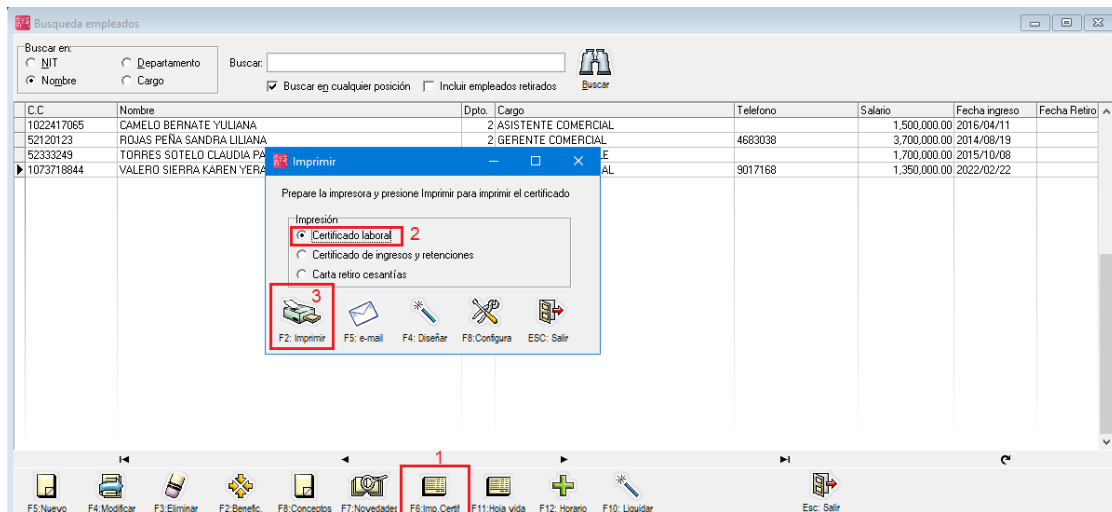 Busqueda empleados
Buscar en:
NIT Departamento Buscar:
Nombre Cargo
Buscar en cualquier posición Incluir empleados retirados Buscar
C.C Nombre Dpto. Cargo Telefono Salario Fecha ingreso Fecha Retiro
1022417065 CAMELO BERNATE YULIANA 2 ASISTENTE COMERCIAL 1,500,000.00 2016/04/11
52120123 ROJAS PEÑA SANDRA LILIANA 2 GERENTE COMERCIAL 4683038 3,700,000.00 2014/08/19
52333249 TORRES SOTELO CLAUDIA PA LE 1,700,000.00 2015/10/08
1073718844 VALERO SIERRA KAREN YERA AL 9017168 1,350,000.00 2022/02/22
Imprimir
Prepare la impresora y presione Imprimir para imprimir el certificado
Impresión
Certificado laboral 2
Certificado de ingresos y retenciones
Carta retiro cesantías
3
F2: Imprimir F5: e-mail F4: Diseñar F8:Configura ESC: Salir
1
F5:Nuevo F4:Modificar F3:Eliminar F2:Benefic. F8:Conceptos F7:Novedades F6:Imp.Certif F11:Hoja vida F12: Horario F10: Liquidar Esc: Salir